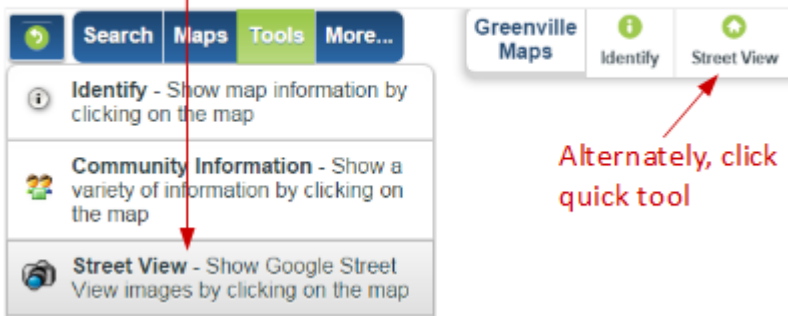 Search Maps Tools More...
Greenville
Maps
Identify
Street View
Identify - Show map information by
clicking on the map
Community Information - Show a
variety of information by clicking on
the map
Street View - Show Google Street
View images by clicking on the map
Alternately, click
quick tool